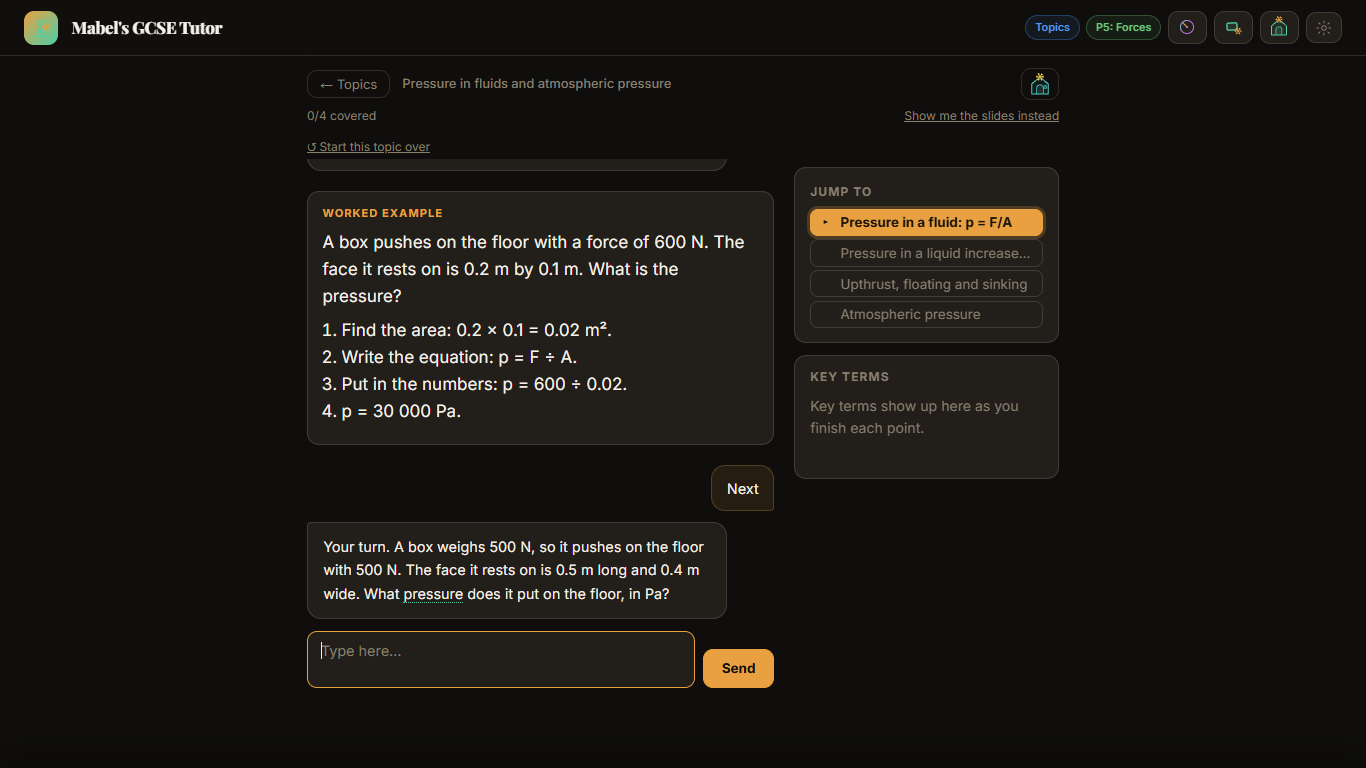 Mabel's GCSE Tutor
Topics
P5: Forces
← Topics
Pressure in fluids and atmospheric pressure
0/4 covered
Show me the slides instead
↺ Start this topic over
WORKED EXAMPLE
A box pushes on the floor with a force of 600 N. The
face it rests on is 0.2 m by 0.1 m. What is the
pressure?
1. Find the area: 0.2 × 0.1 = 0.02 m².
2. Write the equation: p = F ÷ A.
3. Put in the numbers: p = 600 ÷ 0.02.
4. p = 30 000 Pa.
Next
Your turn. A box weighs 500 N, so it pushes on the floor
with 500 N. The face it rests on is 0.5 m long and 0.4 m
wide. What pressure does it put on the floor, in Pa?
Type here...
Send
JUMP TO
▸ Pressure in a fluid: p = F/A
Pressure in a liquid increase...
Upthrust, floating and sinking
Atmospheric pressure
KEY TERMS
Key terms show up here as you
finish each point.